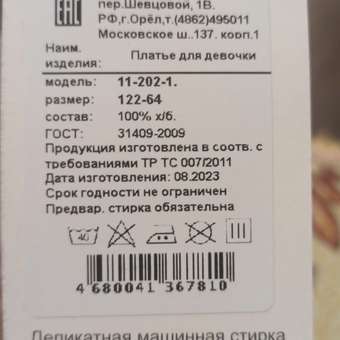 EAC
пер.Шевцовой, 1В.
РФ,г.Орёл,т.(4862)495011
Московское ш..137. корп.1
Наим. изделия: Платье для девочки
модель: 11-202-1.
размер: 122-64
состав: 100% х/б.
ГОСТ: 31409-2009
Продукция изготовлена в соотв. с
требованиями ТР ТС 007/2011
Дата изготовления: 08.2023
Срок годности не ограничен
Предвар. стирка обязательна
40
4 680041 367810
Деликатная машинная стирка